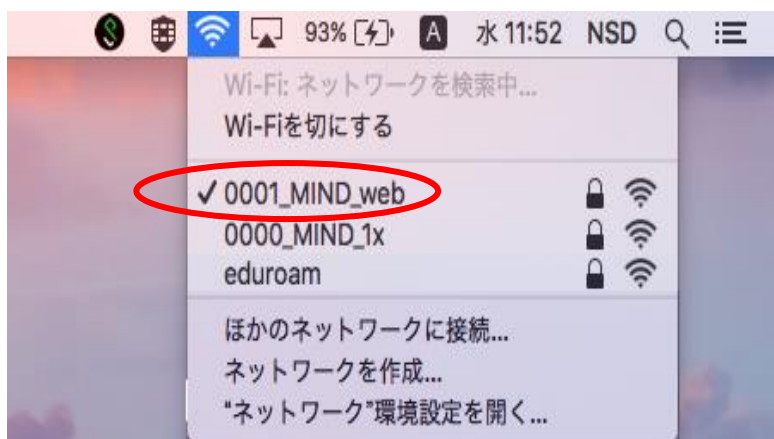 93% A 水 11:52 NSD
Wi-Fi: ネットワークを検索中...
Wi-Fiを切にする
✓ 0001_MIND_web
0000_MIND_1x
eduroam
ほかのネットワークに接続...
ネットワークを作成...
“ネットワーク”環境設定を開く...